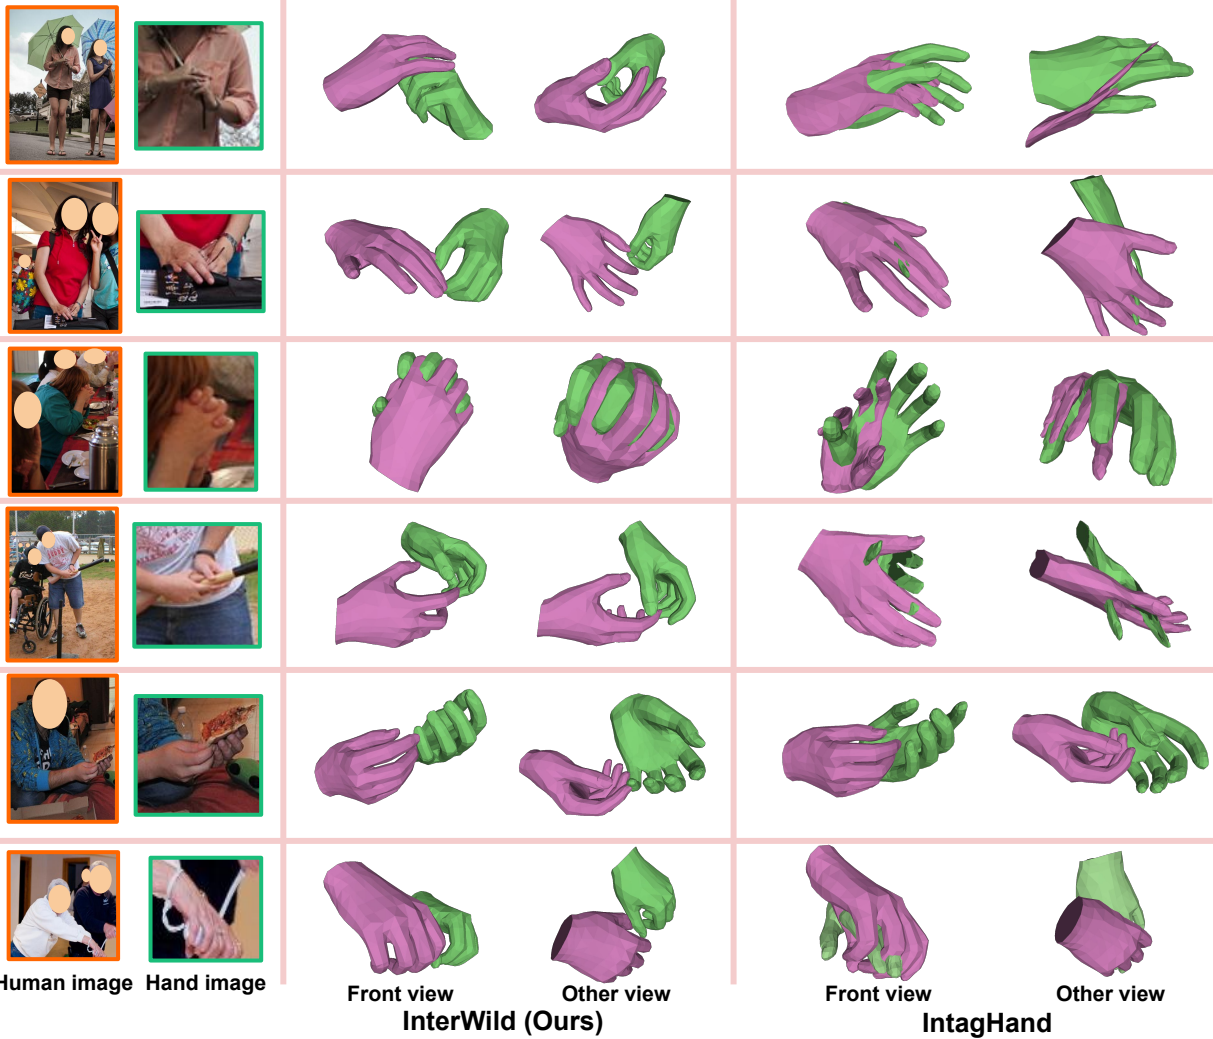 Human image Hand image
Front view Other view Front view Other view
InterWild (Ours) IntagHand